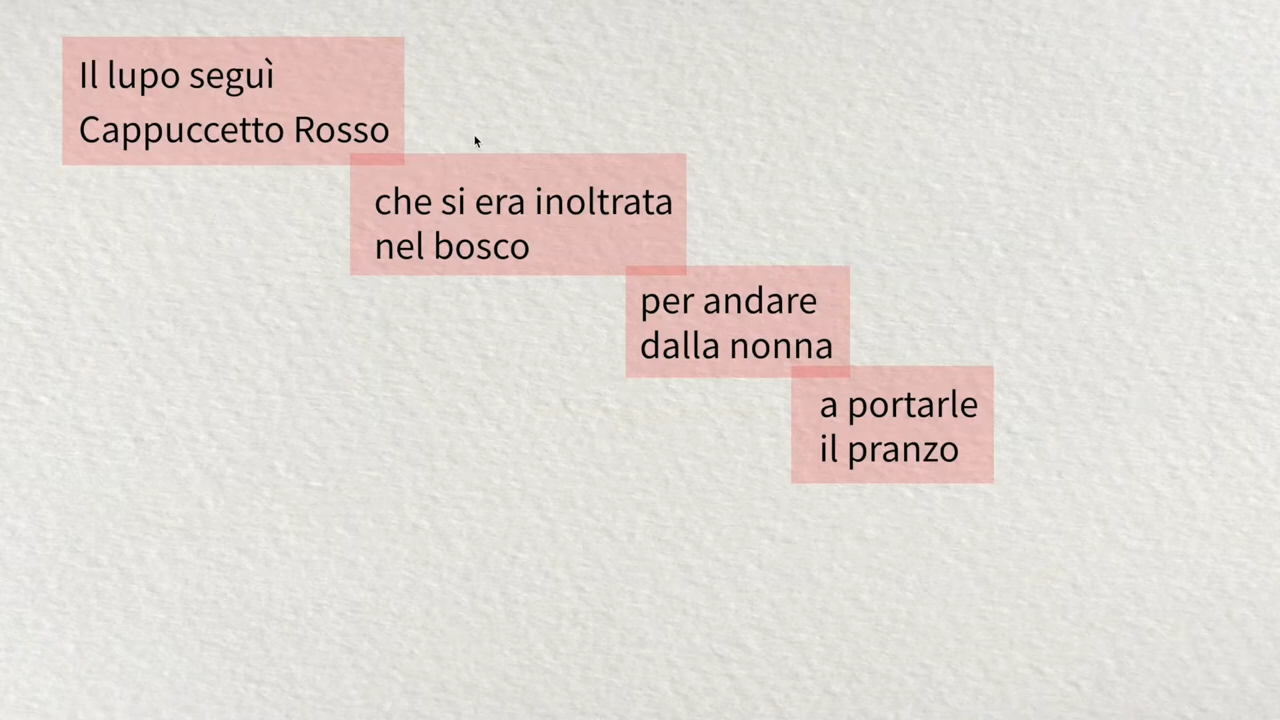 Il lupo seguì
Cappuccetto Rosso
che si era inoltrata
nel bosco
per andare
dalla nonna
a portarle
il pranzo